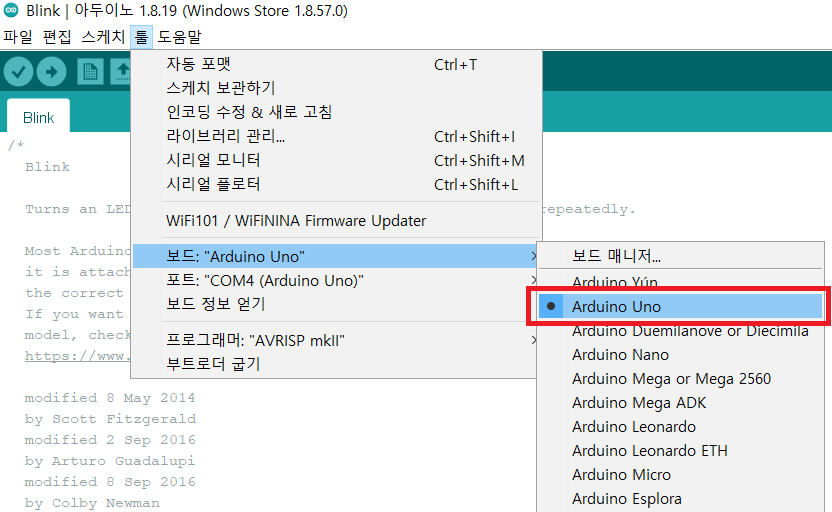 Blink | 아두이노 1.8.19 (Windows Store 1.8.57.0)
파일 편집 스케치 툴 도움말
자동 포맷 Ctrl+T
스케치 보관하기
인코딩 수정 & 새로 고침
라이브러리 관리... Ctrl+Shift+I
시리얼 모니터 Ctrl+Shift+M
시리얼 플로터 Ctrl+Shift+L
WiFi101 / WiFiNINA Firmware Updater
보드: "Arduino Uno"
포트: "COM4 (Arduino Uno)"
보드 정보 얻기
프로그래머: "AVRISP mkII"
부트로더 굽기
보드 매니저...
Arduino Yún
Arduino Uno
Arduino Duemilanove or Diecimila
Arduino Nano
Arduino Mega or Mega 2560
Arduino Mega ADK
Arduino Leonardo
Arduino Leonardo ETH
Arduino Micro
Arduino Esplora
Blink
/*
Blink
Turns an LED repeatedly.
Most Arduino
it is attach
the correct
If you want
model, check
https://www.
modified 8 May 2014
by Scott Fitzgerald
modified 2 Sep 2016
by Arturo Guadalupi
modified 8 Sep 2016
by Colby Newman